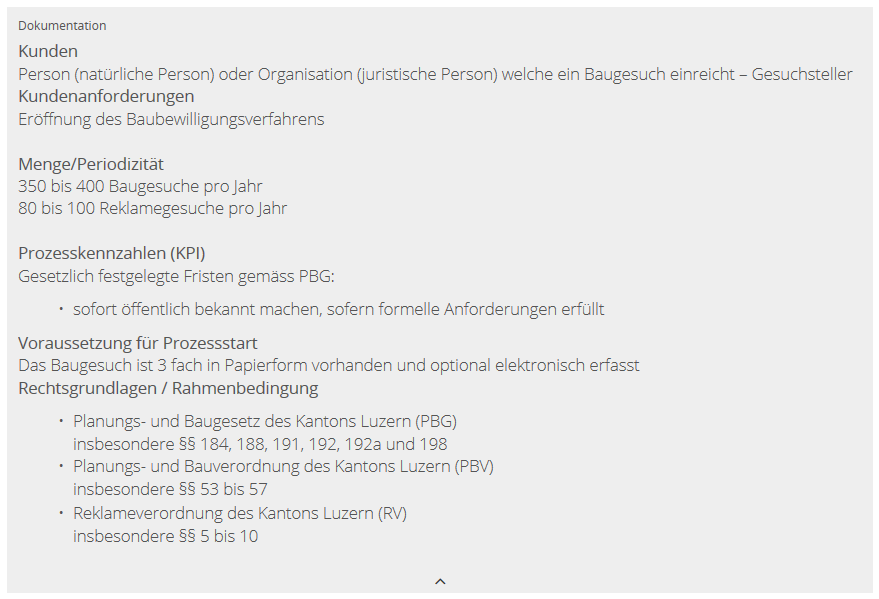 Dokumentation
Kunden
Person (natürliche Person) oder Organisation (juristische Person) welche ein Baugesuch einreicht – Gesuchsteller
Kundenanforderungen
Eröffnung des Baubewilligungsverfahrens
Menge/Periodizität
350 bis 400 Baugesuche pro Jahr
80 bis 100 Reklamegesuche pro Jahr
Prozesskennzahlen (KPI)
Gesetzlich festgelegte Fristen gemäss PBG:
• sofort öffentlich bekannt machen, sofern formelle Anforderungen erfüllt
Voraussetzung für Prozessstart
Das Baugesuch ist 3 fach in Papierform vorhanden und optional elektronisch erfasst
Rechtsgrundlagen / Rahmenbedingung
• Planungs- und Baugesetz des Kantons Luzern (PBG)
insbesondere §§ 184, 188, 191, 192, 192a und 198
• Planungs- und Bauverordnung des Kantons Luzern (PBV)
insbesondere §§ 53 bis 57
• Reklameverordnung des Kantons Luzern (RV)
insbesondere §§ 5 bis 10